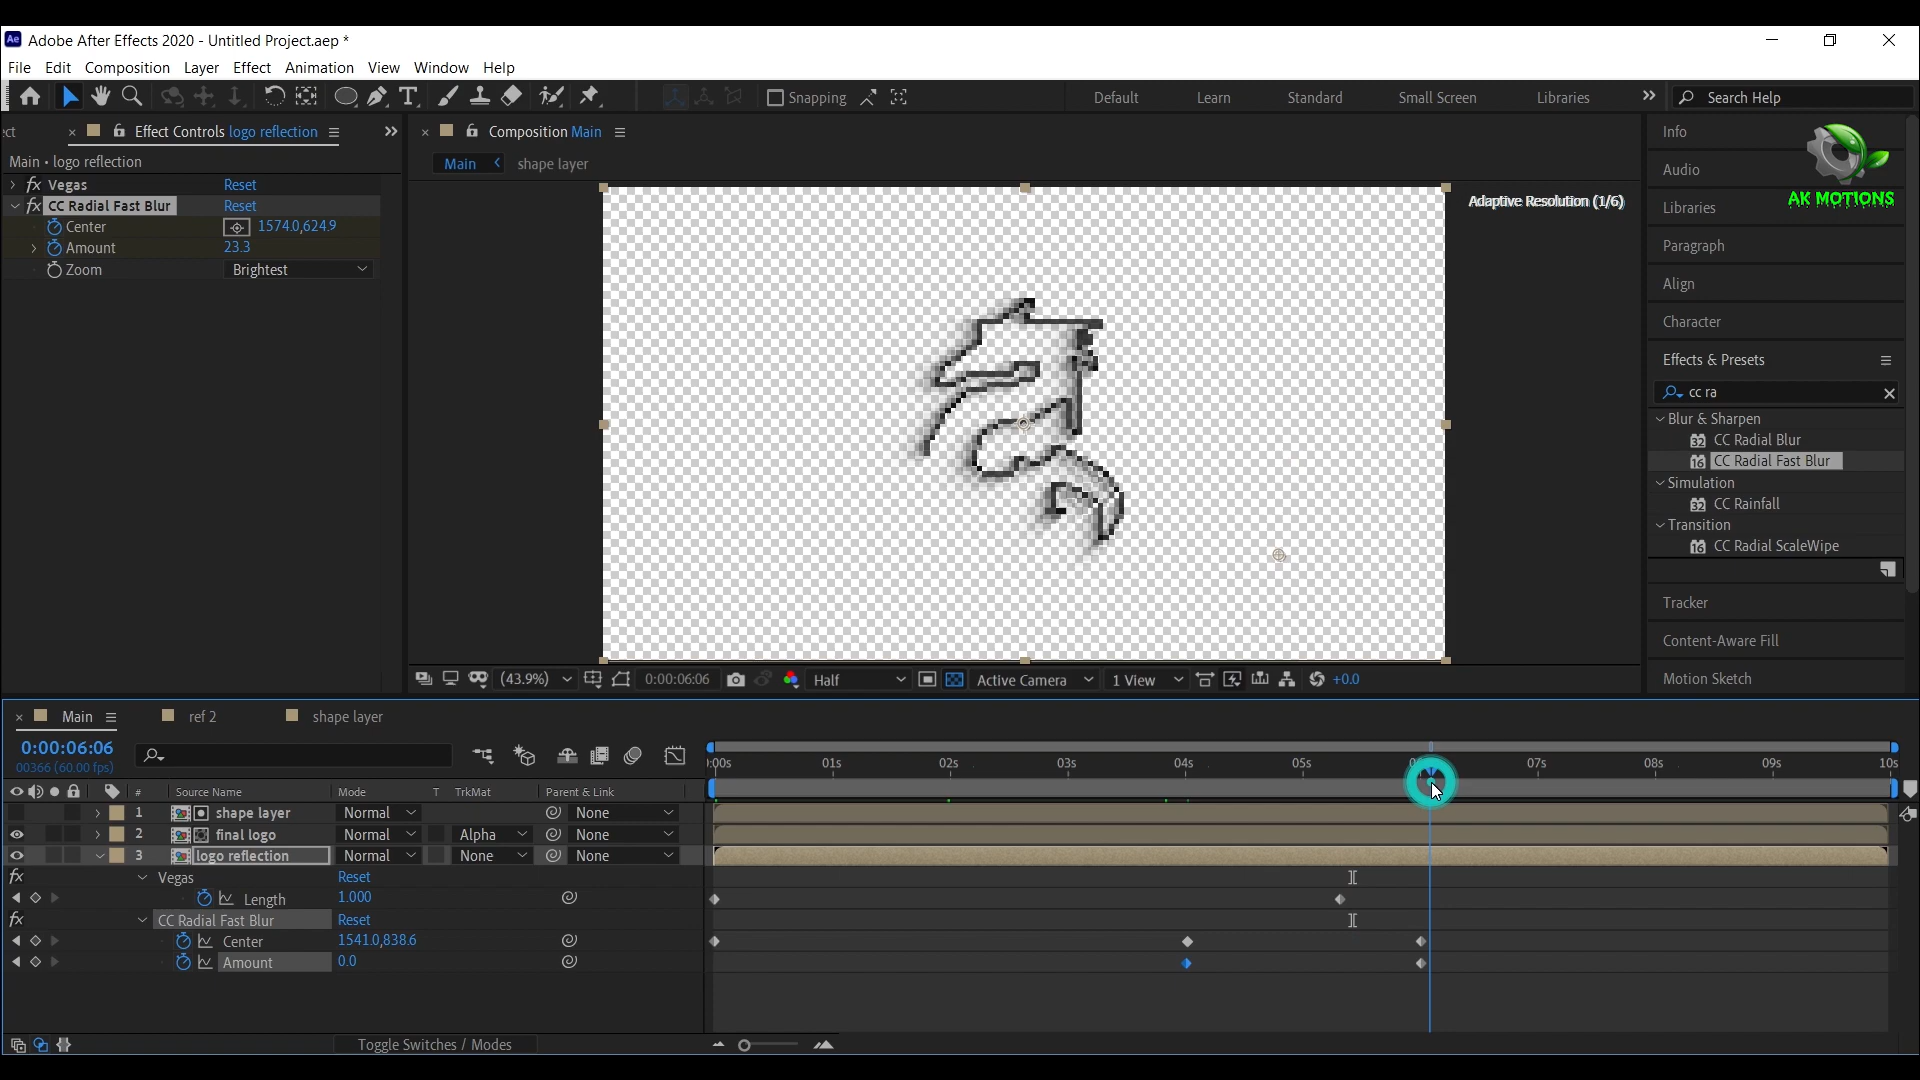 Adobe After Effects 2020 - Untitled Project.aep *
File Edit Composition Layer Effect Animation View Window Help
Snapping
Default Learn Standard Small Screen Libraries
Search Help
ect
Effect Controls logo reflection
Main • logo reflection
fx Vegas Reset
fx CC Radial Fast Blur Reset
Center 1574.0,624.9
Amount 23.3
Zoom Brightest
Composition Main
Main shape layer
Adaptive Resolution (1/6)
Info
Audio
Libraries
Paragraph
Align
Character
Effects & Presets
cc ra
Blur & Sharpen
CC Radial Blur
CC Radial Fast Blur
Simulation
CC Rainfall
Transition
CC Radial ScaleWipe
Tracker
Content-Aware Fill
Motion Sketch
AK MOTIONS
(43.9%) 0:00:06:06 Half Active Camera 1 View +0.0
Main ref 2 shape layer
0:00:06:06
00366 (60.00 fps)
:00s 01s 02s 03s 04s 05s 07s 08s 09s 10s
# Source Name Mode T TrkMat Parent & Link
1 shape layer Normal None
2 final logo Normal Alpha None
3 logo reflection Normal None None
fx Vegas Reset
Length 1.000
fx CC Radial Fast Blur Reset
Center 1541.0,838.6
Amount 0.0
Toggle Switches / Modes